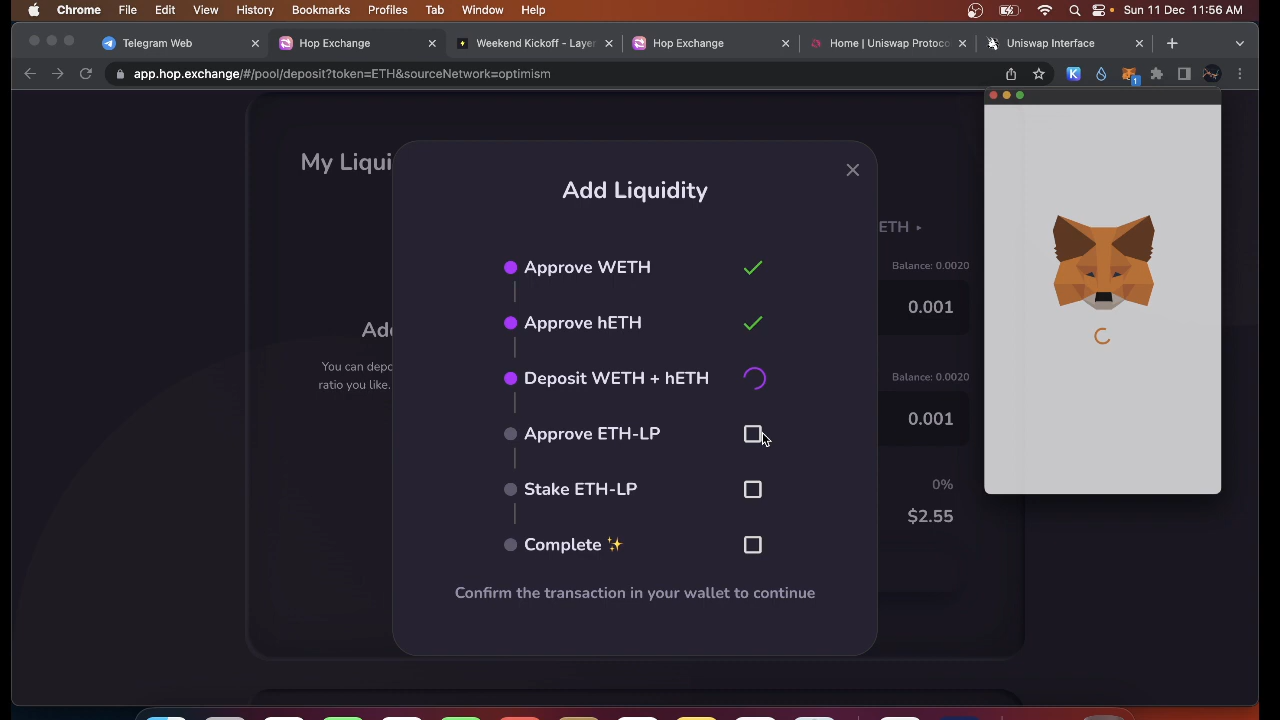 Chrome File Edit View History Bookmarks Profiles Tab Window Help Sun 11 Dec 11:56 AM
Telegram Web Hop Exchange Weekend Kickoff - Layer Hop Exchange Home | Uniswap Protoco Uniswap Interface
app.hop.exchange/#/pool/deposit?token=ETH&sourceNetwork=optimism K 1
My Liqui
Add Liquidity
ETH ▸
Approve WETH
Balance: 0.0020
0.001
Approve hETH
Add
You can depo
ratio you like.
Deposit WETH + hETH
Balance: 0.0020
0.001
Approve ETH-LP
Stake ETH-LP
0%
$2.55
Complete ✨
Confirm the transaction in your wallet to continue